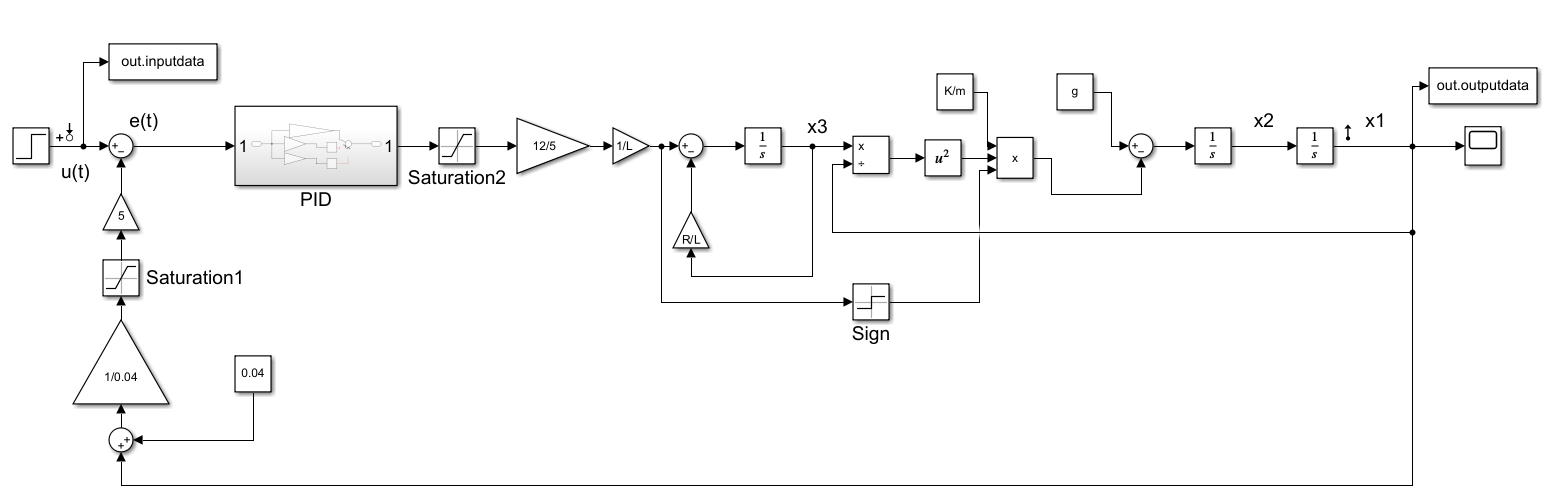 out.inputdata
e(t)
u(t)
+
+
−
1
1
PID
Saturation2
12/5
1/L
+
−
1
s
x3
x
÷
u²
K/m
x
g
+
−
1
s
x2
1
s
x1
out.outputdata
5
R/L
Saturation1
Sign
1/0.04
0.04
+
+